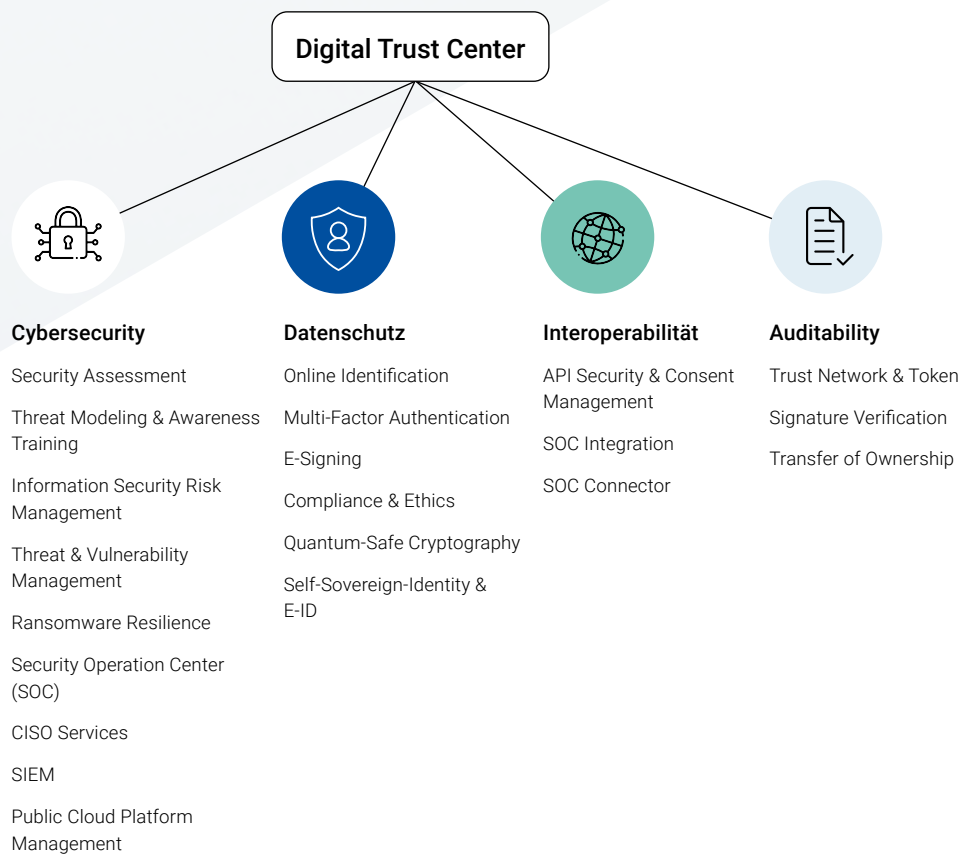 Digital Trust Center
Cybersecurity
Security Assessment
Threat Modeling & Awareness
Training
Information Security Risk
Management
Threat & Vulnerability
Management
Ransomware Resilience
Security Operation Center
(SOC)
CISO Services
SIEM
Public Cloud Platform
Management
Datenschutz
Online Identification
Multi-Factor Authentication
E-Signing
Compliance & Ethics
Quantum-Safe Cryptography
Self-Sovereign-Identity &
E-ID
Interoperabilität
API Security & Consent
Management
SOC Integration
SOC Connector
Auditability
Trust Network & Token
Signature Verification
Transfer of Ownership